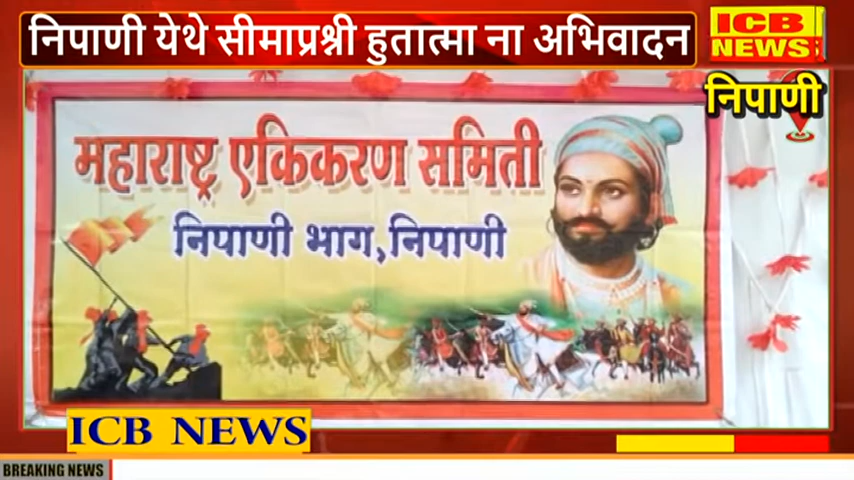 निपाणी येथे सीमाप्रश्नी हुतात्मा ना अभिवादन
ICB
NEWS
निपाणी
महाराष्ट्र एकिकरण समिती
निपाणी भाग, निपाणी
ICB NEWS
BREAKING NEWS